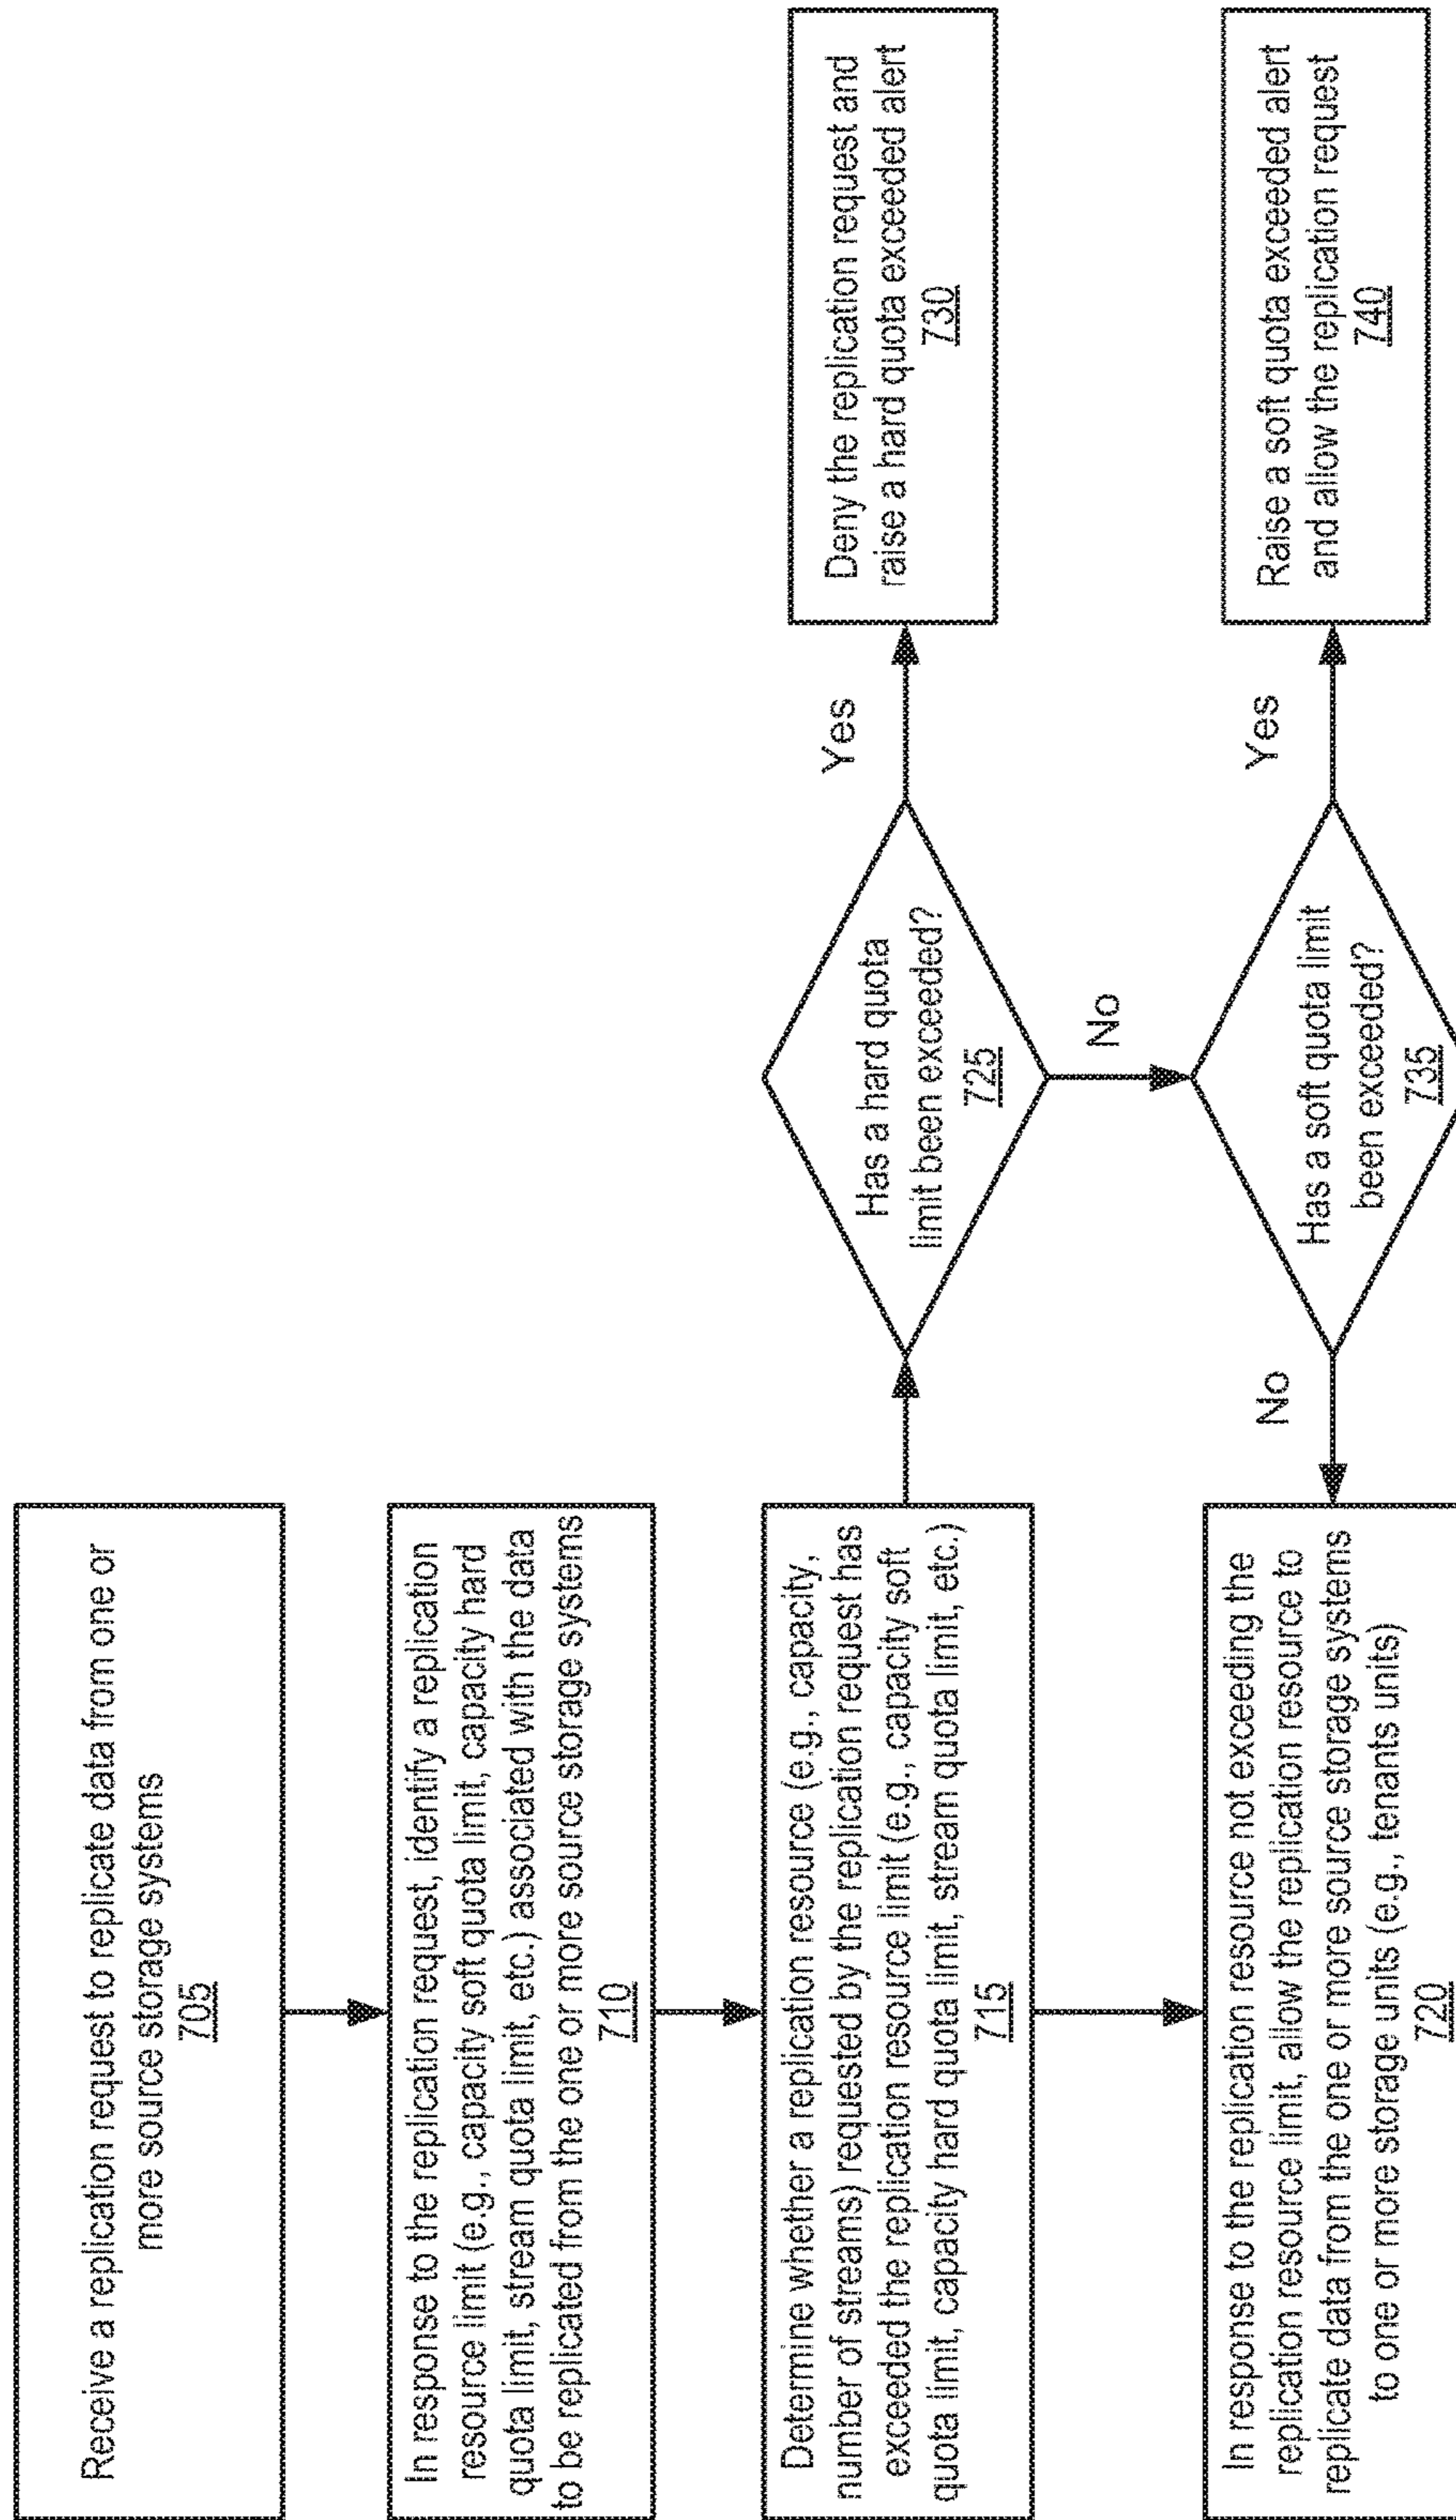 Receive a replication request to replicate data from one or
more source storage systems
705
In response to the replication request, identify a replication
resource limit (e.g., capacity soft quota limit, capacity hard
quota limit, stream quota limit, etc.) associated with the data
to be replicated from the one or more source storage systems
710
Determine whether a replication resource (e.g., capacity,
number of streams) requested by the replication request has
exceeded the replication resource limit (e.g., capacity soft
quota limit, capacity hard quota limit, stream quota limit, etc.)
715
In response to the replication resource not exceeding the
replication resource limit, allow the replication resource to
replicate data from the one or more source storage systems
to one or more storage units (e.g., tenants units)
720
Has a hard quota
limit been exceeded?
725
Yes
Deny the replication request and
raise a hard quota exceeded alert
730
No
Has a soft quota limit
been exceeded?
735
No
Yes
Raise a soft quota exceeded alert
and allow the replication request
740